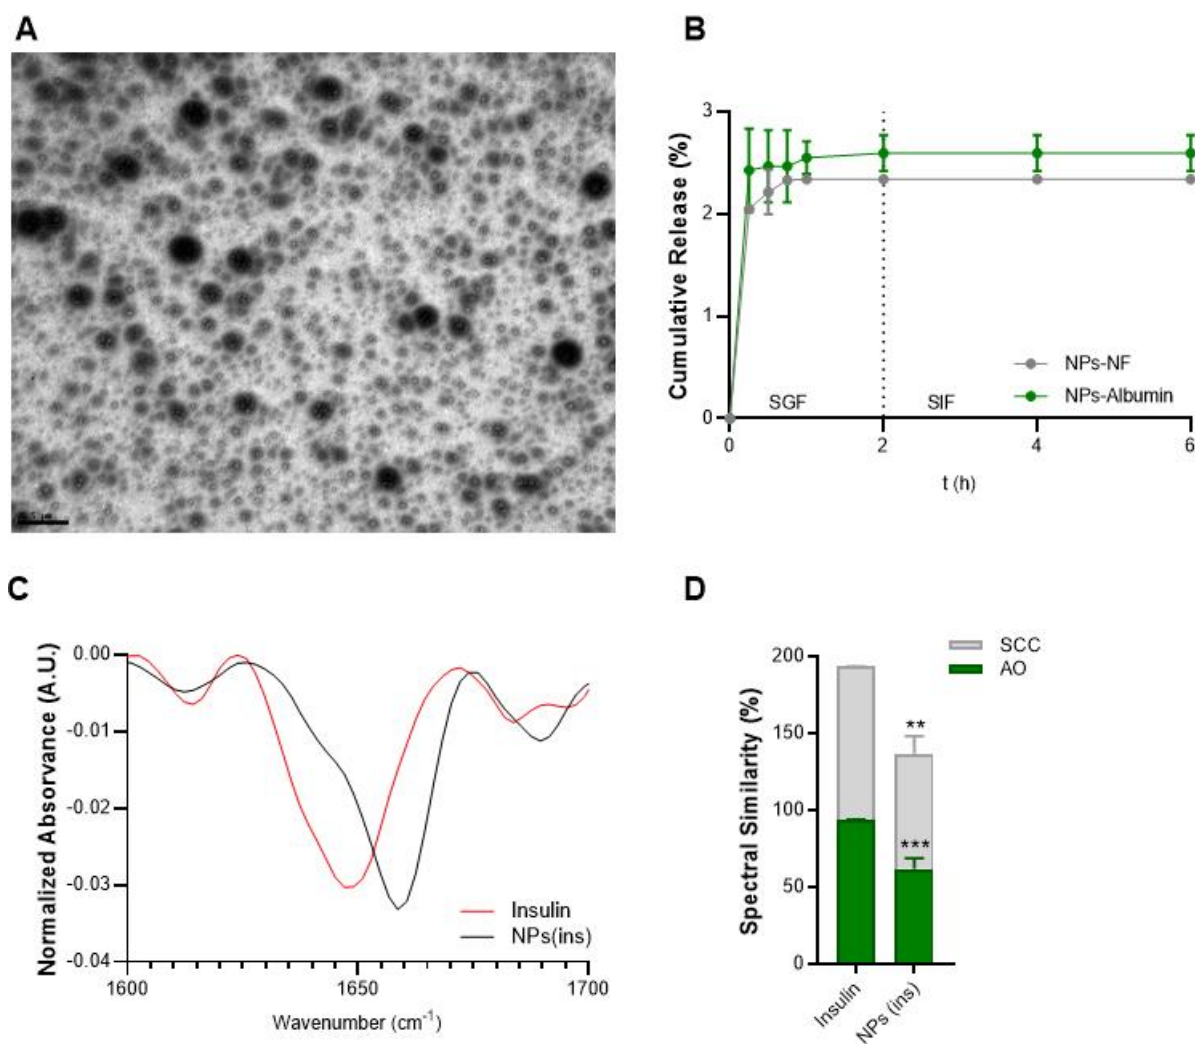 A
B
3
2
1
0
Cumulative Release (%)
NPs-NF
NPs-Albumin
SGF
SIF
0
2
4
6
t (h)
C
0.00
-0.01
-0.02
-0.03
-0.04
Normalized Absorvance (A.U.)
Insulin
NPs(ins)
1600
1650
1700
Wavenumber (cm⁻¹)
D
SCC
AO
200
150
100
50
0
Spectral Similarity (%)
**
***
Insulin
NPs (ins)